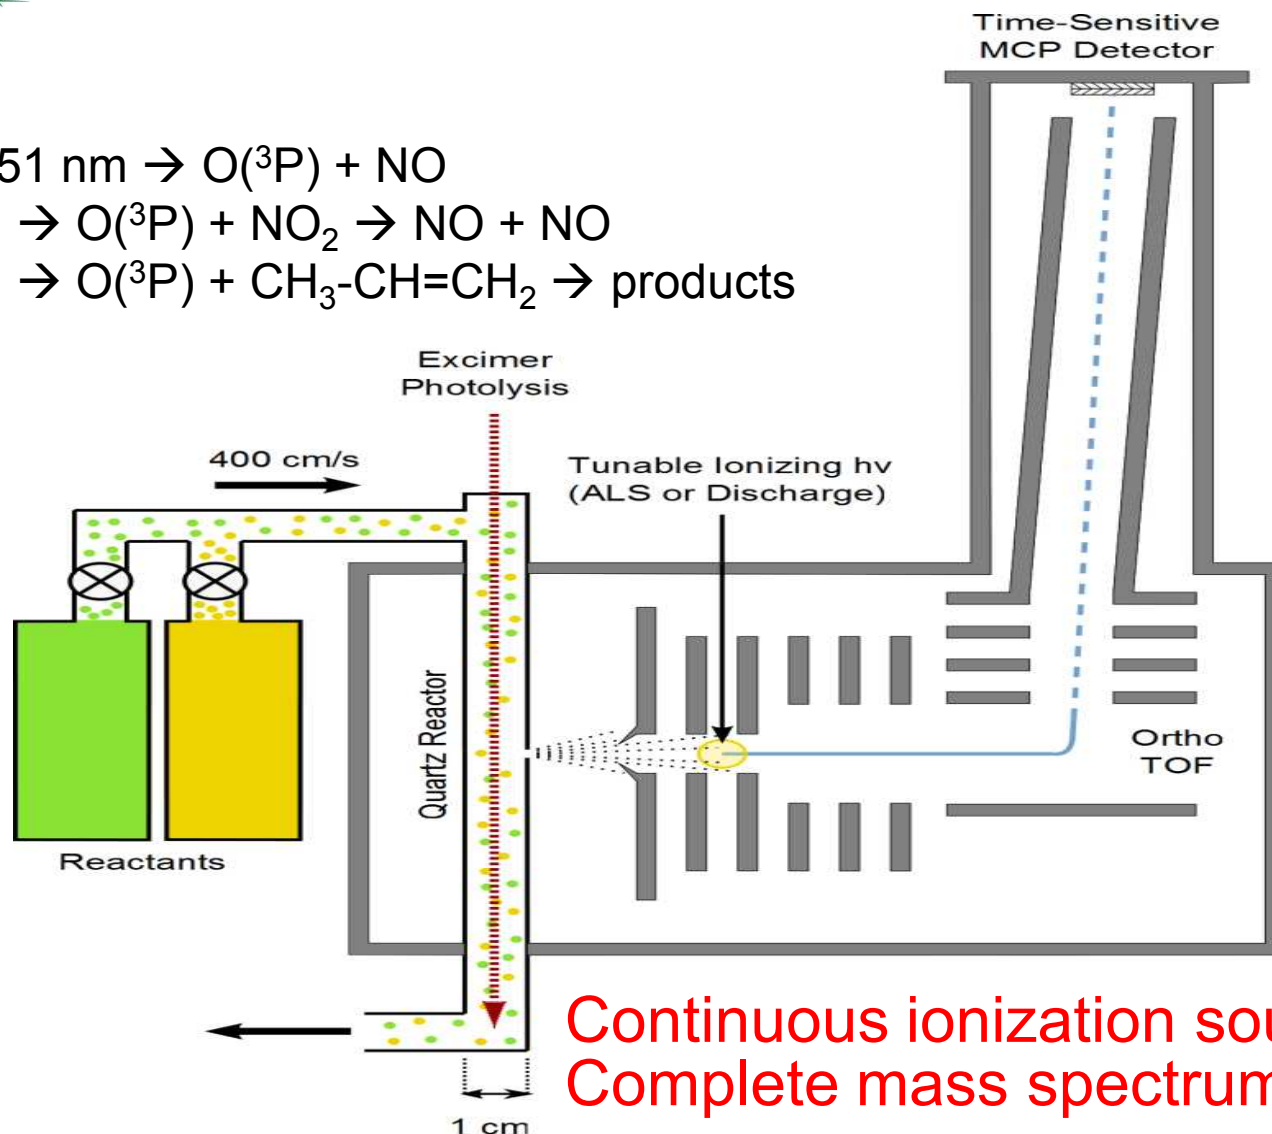 Time-Sensitive
MCP Detector
51 nm → O(³P) + NO
→ O(³P) + NO₂ → NO + NO
→ O(³P) + CH₃-CH=CH₂ → products
Excimer
Photolysis
400 cm/s
Tunable Ionizing hv
(ALS or Discharge)
Quartz Reactor
Ortho
TOF
Reactants
Continuous ionization
Complete mass spectrum
1 cm